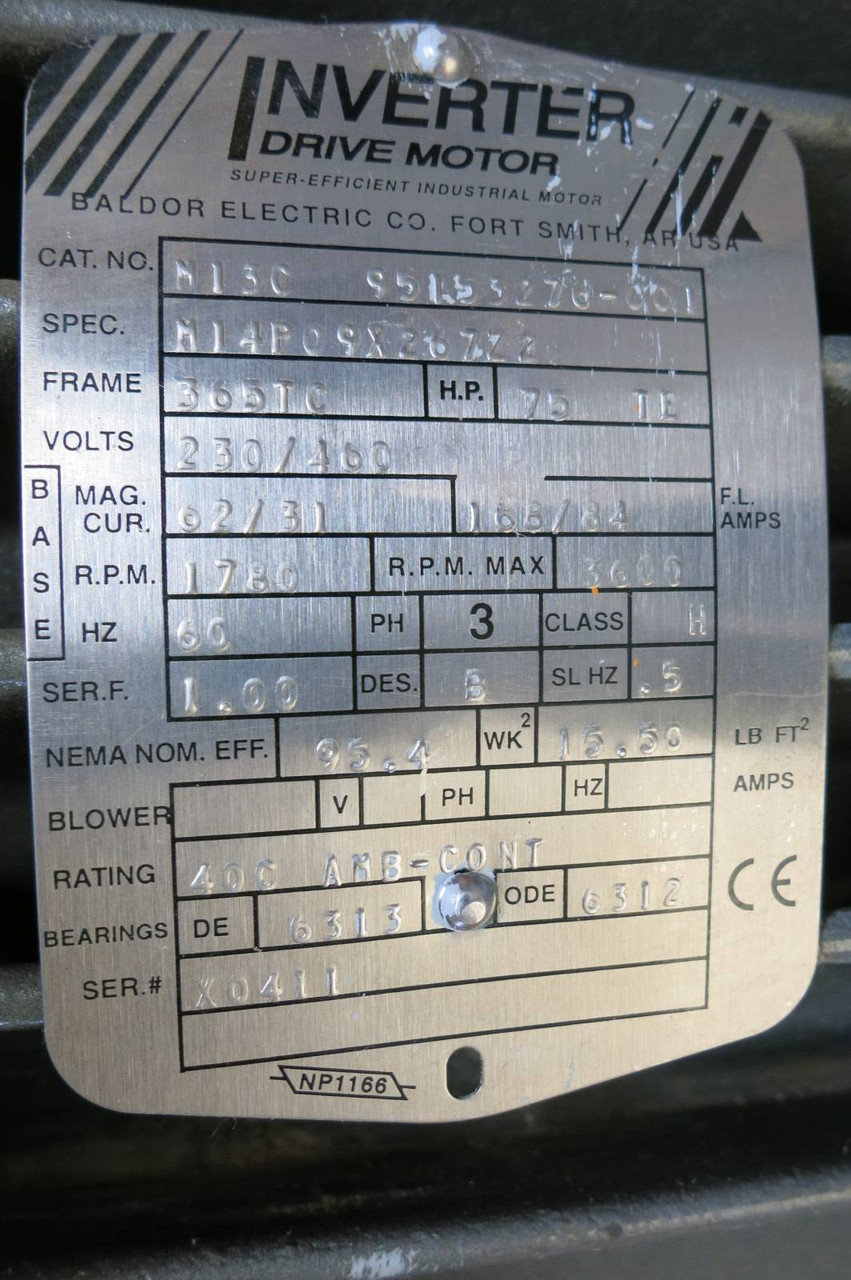 INVERTER
DRIVE MOTOR
SUPER-EFFICIENT INDUSTRIAL MOTOR
BALDOR ELECTRIC CO. FORT SMITH, AR USA
CAT. NO. M13C
SPEC. M14P09X267Z2
FRAME 365TC H.P. 75 TE
VOLTS 230/460
BASE
MAG. CUR. 62/31 168/84 F.L. AMPS
R.P.M. 1780 R.P.M. MAX 3600
HZ 60 PH 3 CLASS H
SER.F. 1.00 DES. B SL HZ .5
NEMA NOM. EFF. 95.4 WK² 15.50 LB FT²
BLOWER V PH HZ AMPS
RATING 40C AMB-CONT
BEARINGS DE 6313 ODE 6312
CE
SER.# X0411
NP1166